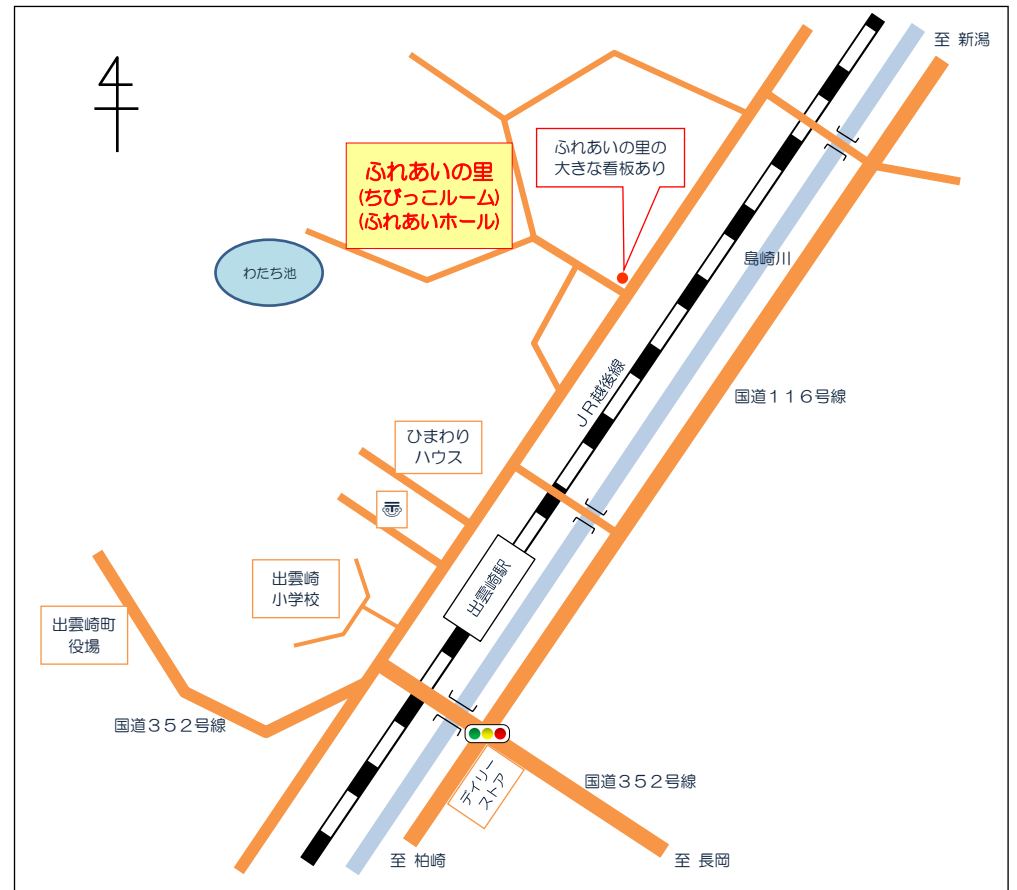 至 新潟
ふれあいの里の
大きな看板あり
ふれあいの里
(ちびっこルーム)
(ふれあいホール)
島崎川
わたち池
JR越後線
国道116号線
ひまわり
ハウス
出雲崎駅
出雲崎
小学校
出雲崎町
役場
国道352号線
デイリー
ストア
国道352号線
至 柏崎
至 長岡